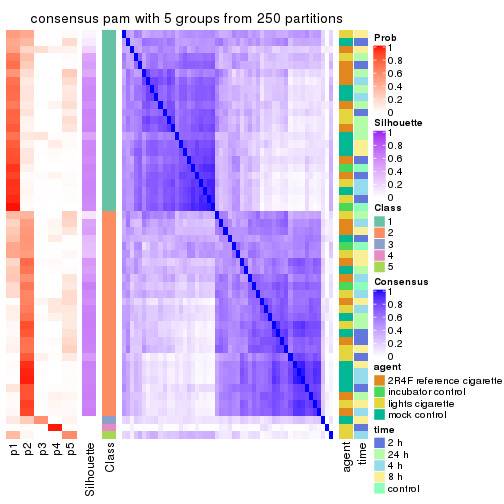 consensus pam with 5 groups from 250 partitions
Prob
1
0.8
0.6
0.4
0.2
0
Silhouette
1
0.8
0.6
0.4
0.2
0
Class
1
2
3
4
5
Consensus
1
0.8
0.6
0.4
0.2
0
agent
2R4F reference cigarette
incubator control
lights cigarette
mock control
time
2 h
24 h
4 h
8 h
control
p1
p2
p3
p4
p5
Silhouette
Class
agent
time